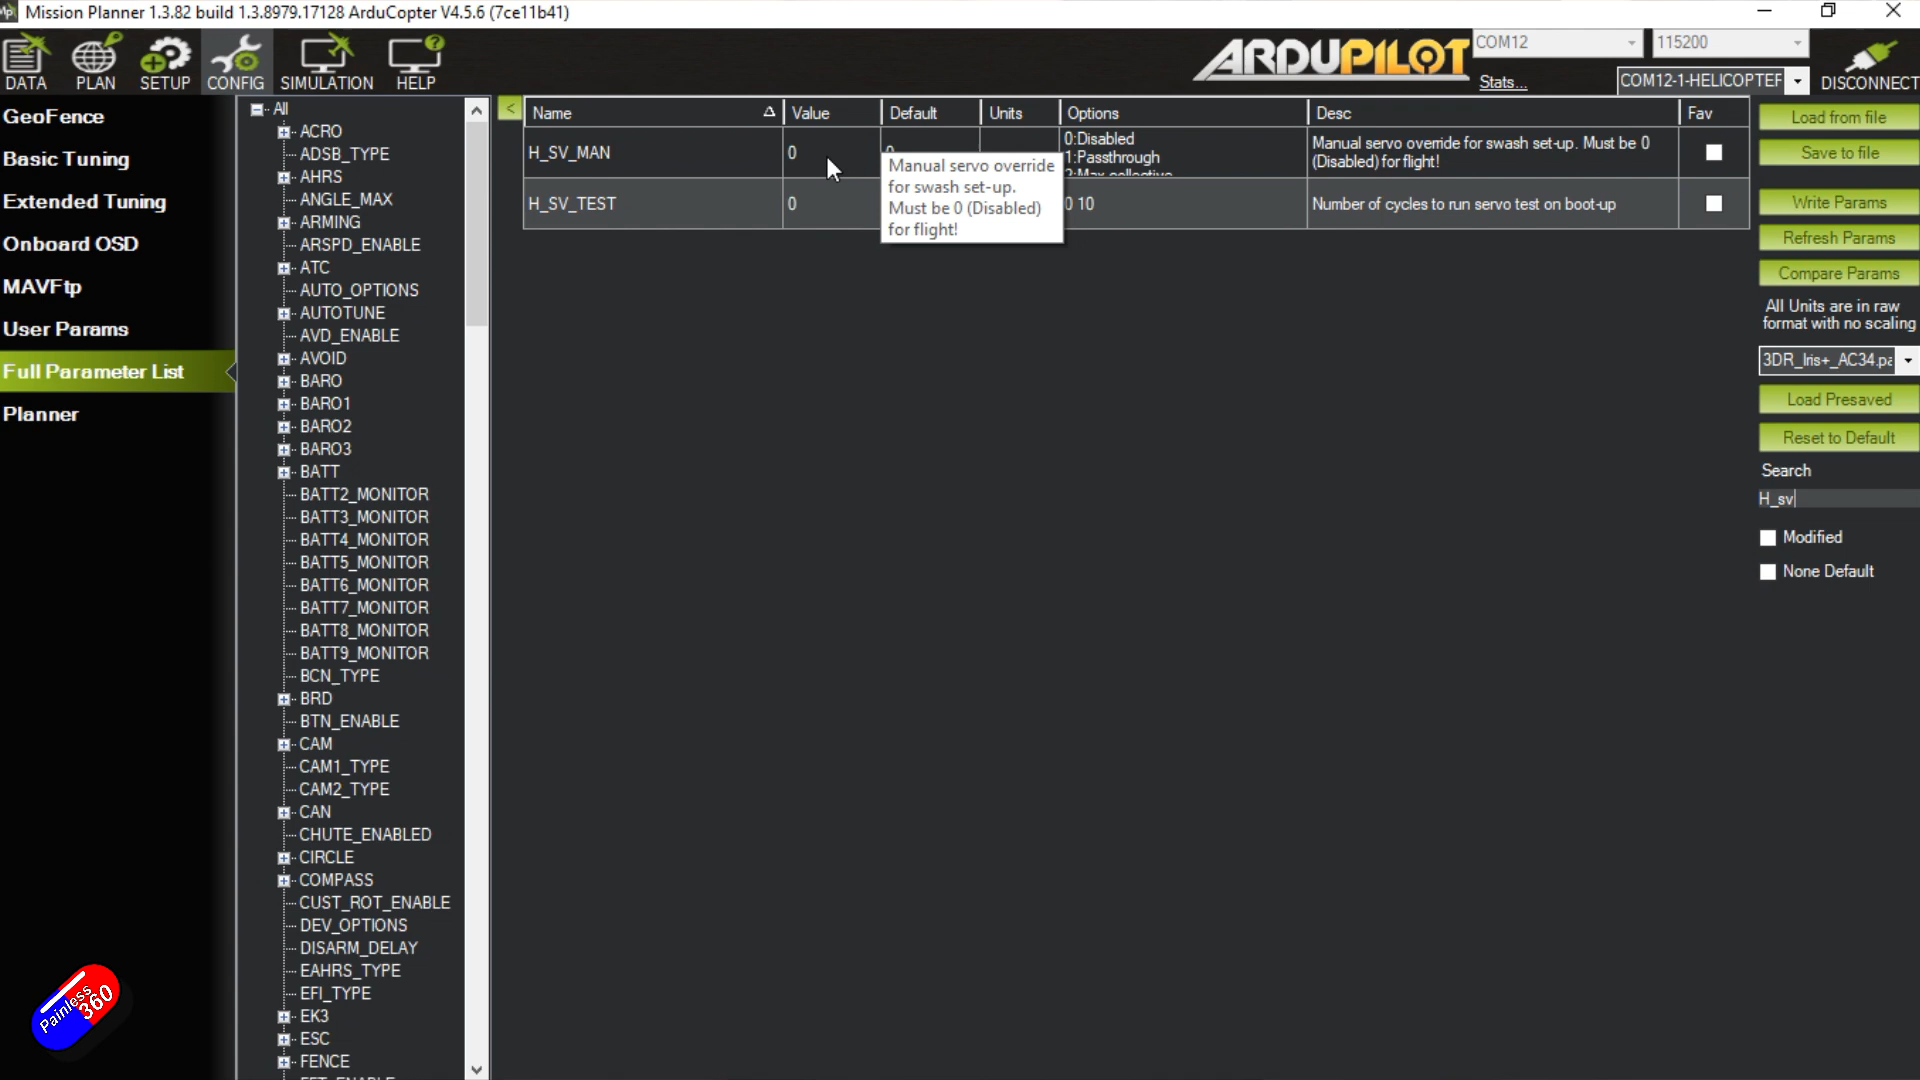 Mp Mission Planner 1.3.82 build 1.3.8979.17128 ArduCopter V4.5.6 (7ce11b41)
DATA PLAN SETUP CONFIG SIMULATION HELP
ARDUPILOT
COM12 115200
Stats... COM12-1-HELICOPTEF DISCONNECT
GeoFence
Basic Tuning
Extended Tuning
Onboard OSD
MAVFtp
User Params
Full Parameter List
Planner
All
ACRO
ADSB_TYPE
AHRS
ANGLE_MAX
ARMING
ARSPD_ENABLE
ATC
AUTO_OPTIONS
AUTOTUNE
AVD_ENABLE
AVOID
BARO
BARO1
BARO2
BARO3
BATT
BATT2_MONITOR
BATT3_MONITOR
BATT4_MONITOR
BATT5_MONITOR
BATT6_MONITOR
BATT7_MONITOR
BATT8_MONITOR
BATT9_MONITOR
BCN_TYPE
BRD
BTN_ENABLE
CAM
CAM1_TYPE
CAM2_TYPE
CAN
CHUTE_ENABLED
CIRCLE
COMPASS
CUST_ROT_ENABLE
DEV_OPTIONS
DISARM_DELAY
EAHRS_TYPE
EFI_TYPE
EK3
ESC
FENCE
<
Name Value Default Units Options Desc Fav
H_SV_MAN 0
0:Disabled
1:Passthrough
2:Max collective
Manual servo override for swash set-up. Must be 0
(Disabled) for flight!
H_SV_TEST 0 0 10 Number of cycles to run servo test on boot-up
Manual servo override
for swash set-up.
Must be 0 (Disabled)
for flight!
Load from file
Save to file
Write Params
Refresh Params
Compare Params
All Units are in raw
format with no scaling
3DR_Iris+_AC34.pa
Load Presaved
Reset to Default
Search
H_sv
Modified
None Default
Painless
360